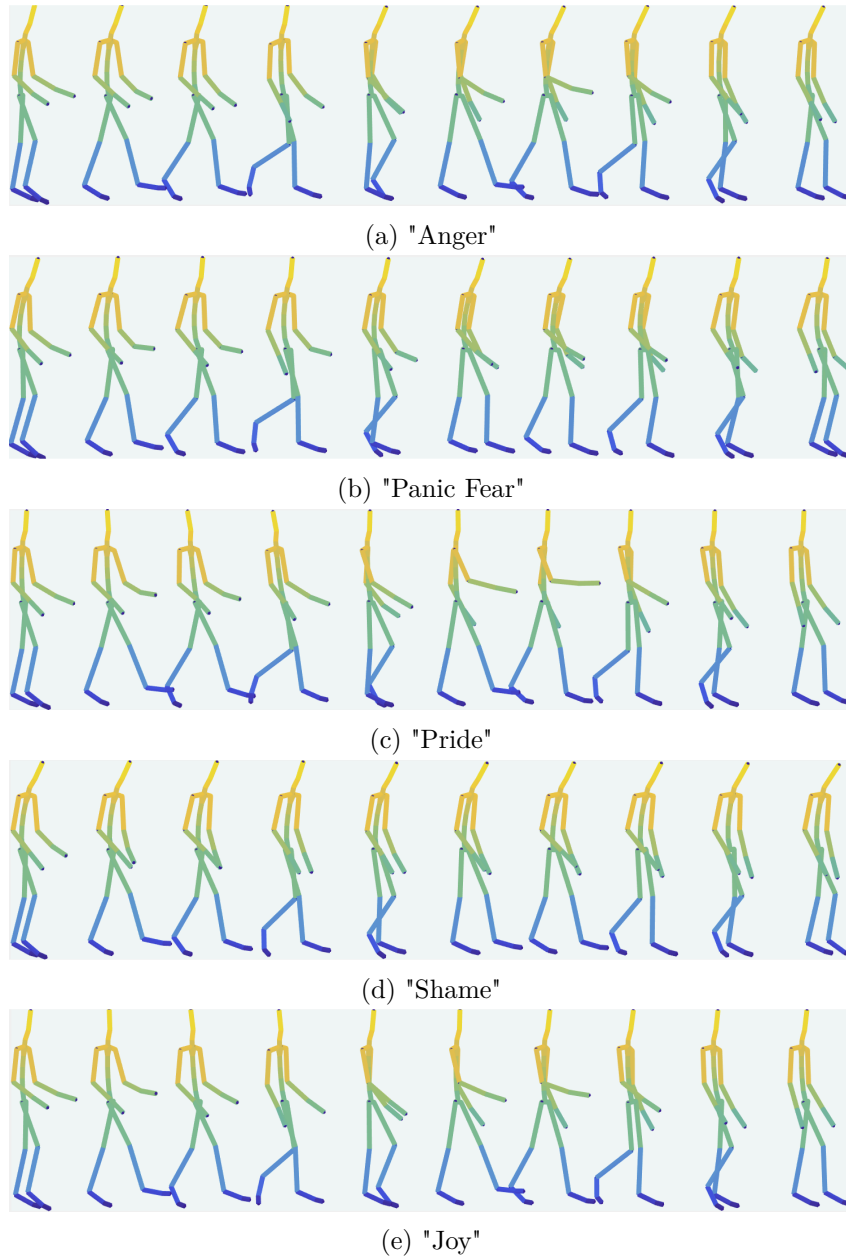 (a) "Anger"
(b) "Panic Fear"
(c) "Pride"
(d) "Shame"
(e) "Joy"